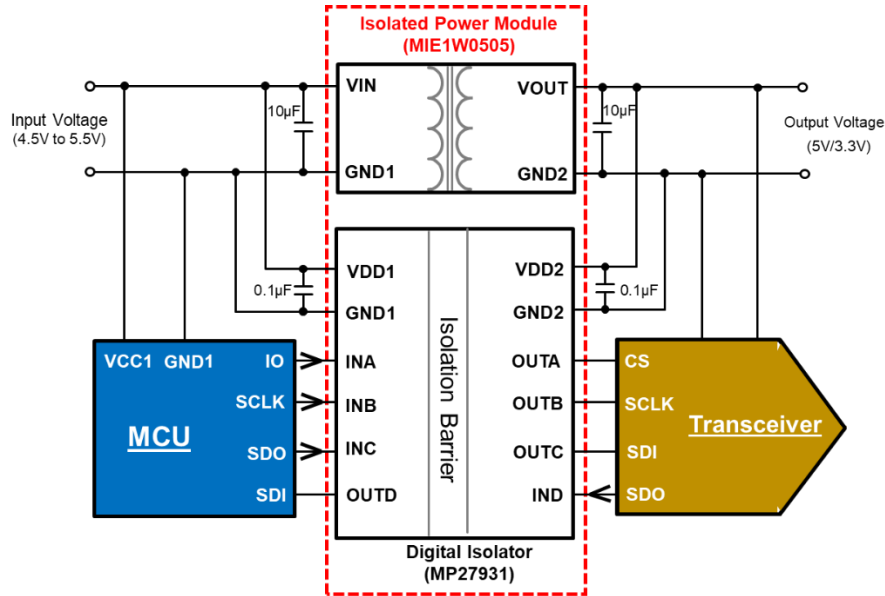 Isolated Power Module
(MIE1W0505)
VIN
VOUT
10µF
10µF
Input Voltage
(4.5V to 5.5V)
Output Voltage
(5V/3.3V)
GND1
GND2
VDD1
VDD2
0.1µF
0.1µF
GND1
GND2
Isolation Barrier
VCC1
GND1
IO
INA
OUTA
CS
SCLK
INB
OUTB
SCLK
MCU
Transceiver
SDO
INC
OUTC
SDI
SDI
OUTD
IND
SDO
Digital Isolator
(MP27931)